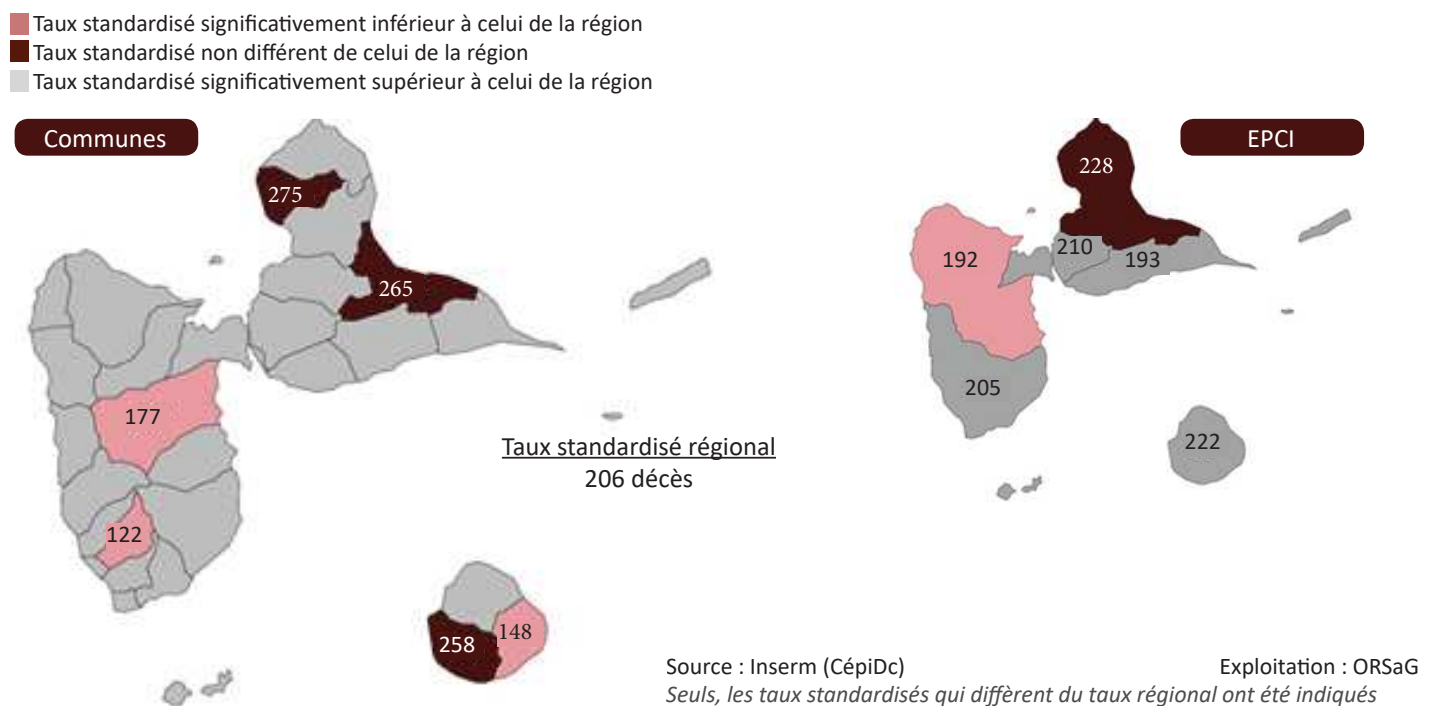 Taux standardisé significativement inférieur à celui de la région
Taux standardisé non différent de celui de la région
Taux standardisé significativement supérieur à celui de la région
Communes
EPCI
275
265
177
122
258
148
228
210
193
192
205
222
Taux standardisé régional
206 décès
Source : Inserm (CépiDc)
Exploitation : ORSaG
Seuls, les taux standardisés qui diffèrent du taux régional ont été indiqués